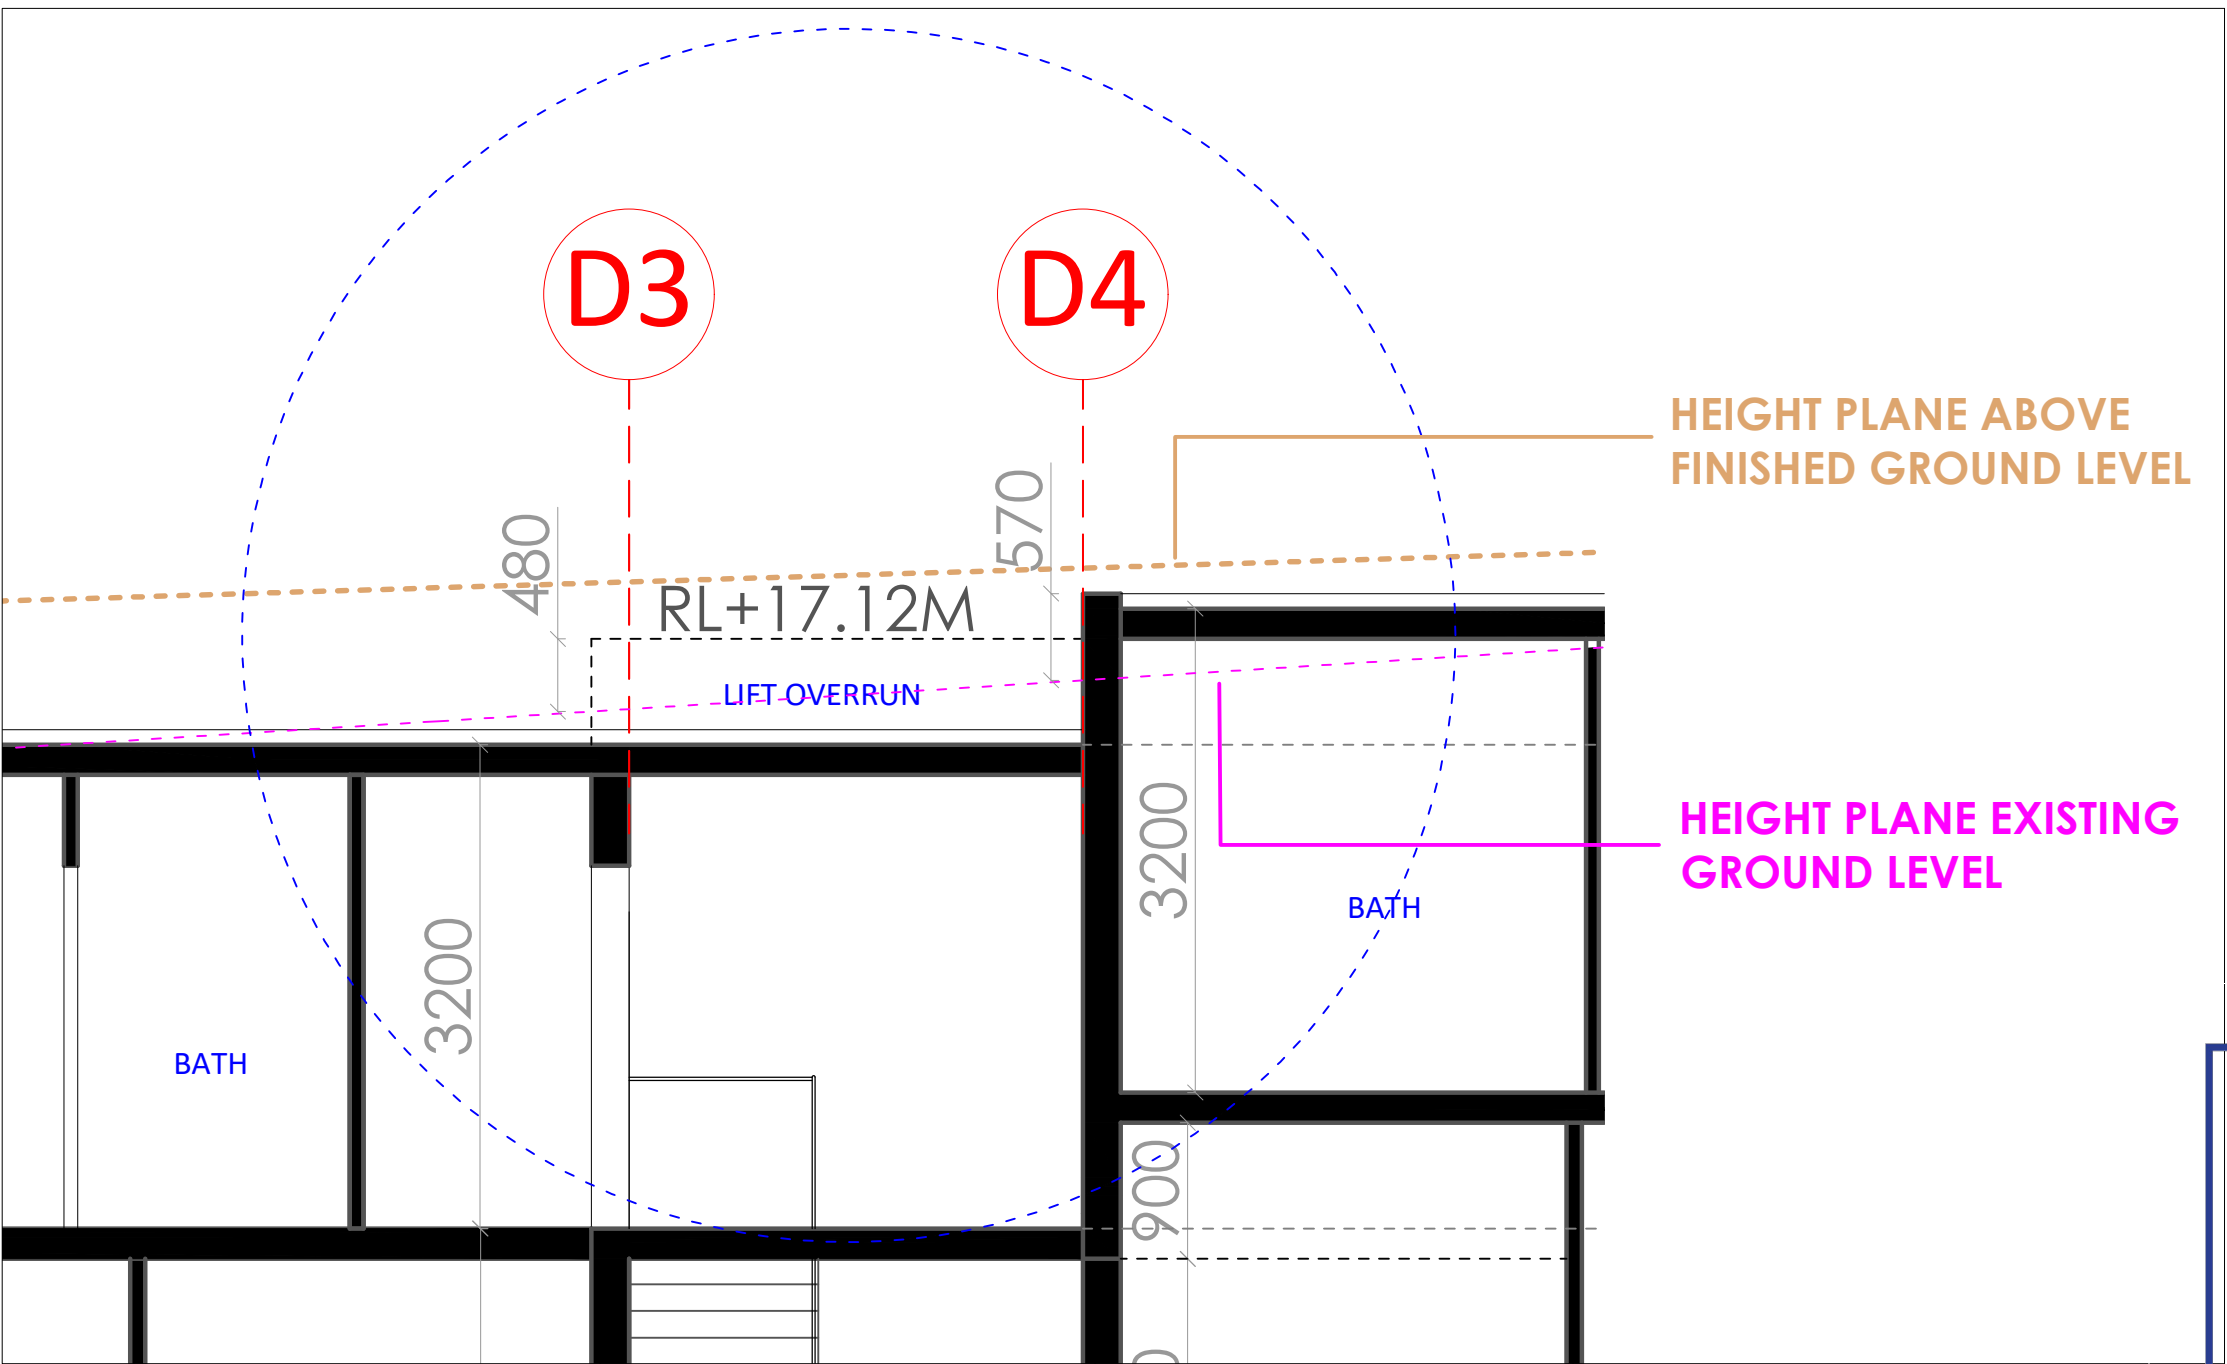 D3
D4
HEIGHT PLANE ABOVE
FINISHED GROUND LEVEL
480
570
RL+17.12M
LIFT OVERRUN
3200
HEIGHT PLANE EXISTING
GROUND LEVEL
BATH
3200
BATH
900